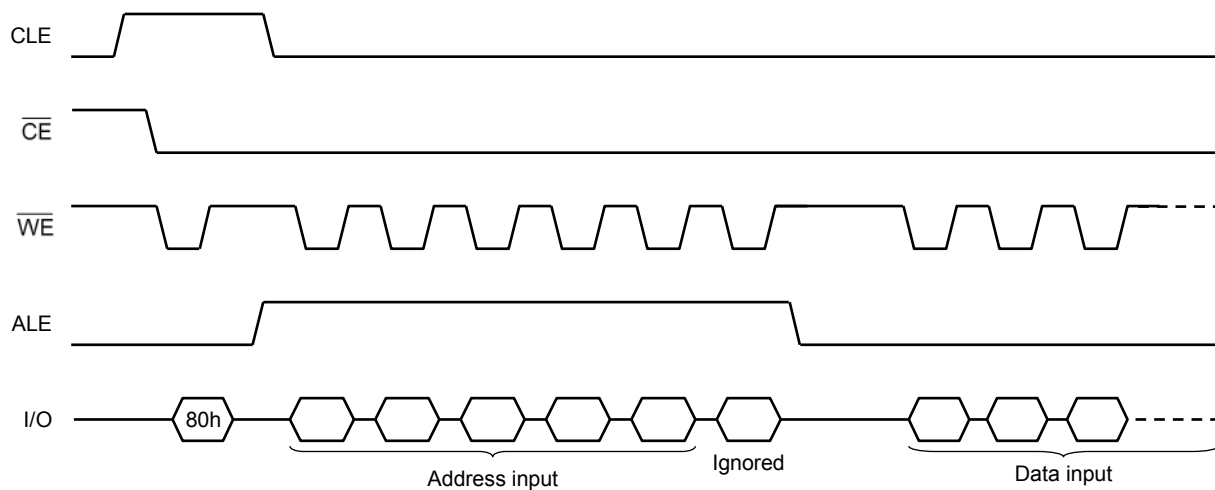 CLE
CE
WE
ALE
I/O
80h
Address input
Ignored
Data input